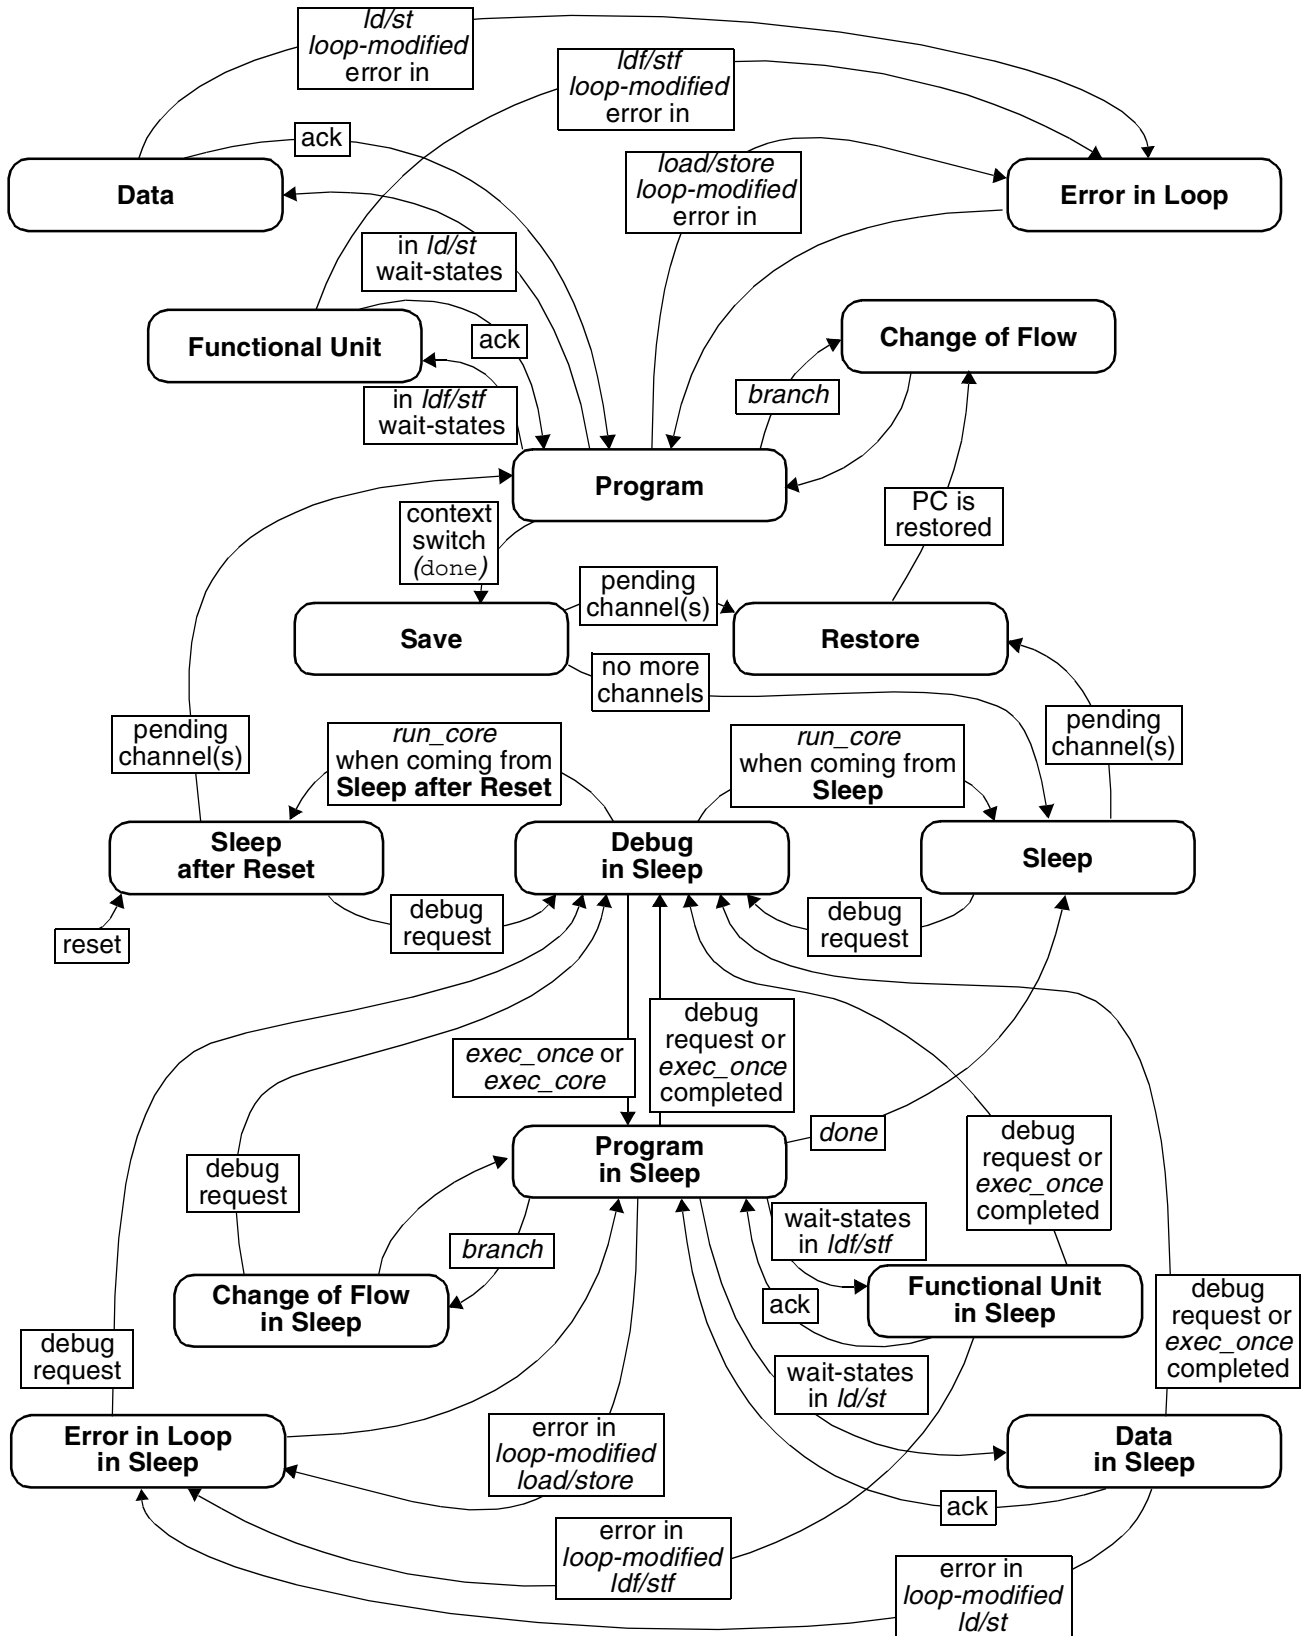 ld/st
loop-modified
error in
ldf/stf
loop-modified
error in
ack
load/store
loop-modified
error in
Data
Error in Loop
in ld/st
wait-states
Functional Unit
ack
Change of Flow
in ldf/stf
wait-states
branch
Program
context
switch
(done)
PC is
restored
pending
channel(s)
Save
Restore
no more
channels
pending
channel(s)
run_core
when coming from
Sleep after Reset
run_core
when coming from
Sleep
pending
channel(s)
Sleep
after Reset
Debug
in Sleep
Sleep
reset
debug
request
debug
request
exec_once or
exec_core
debug
request or
exec_once
completed
done
debug
request or
exec_once
completed
Program
in Sleep
debug
request
branch
wait-states
in ldf/stf
Change of Flow
in Sleep
ack
Functional Unit
in Sleep
debug
request or
exec_once
completed
debug
request
wait-states
in ld/st
Error in Loop
in Sleep
error in
loop-modified
load/store
Data
in Sleep
ack
error in
loop-modified
ldf/stf
error in
loop-modified
ld/st